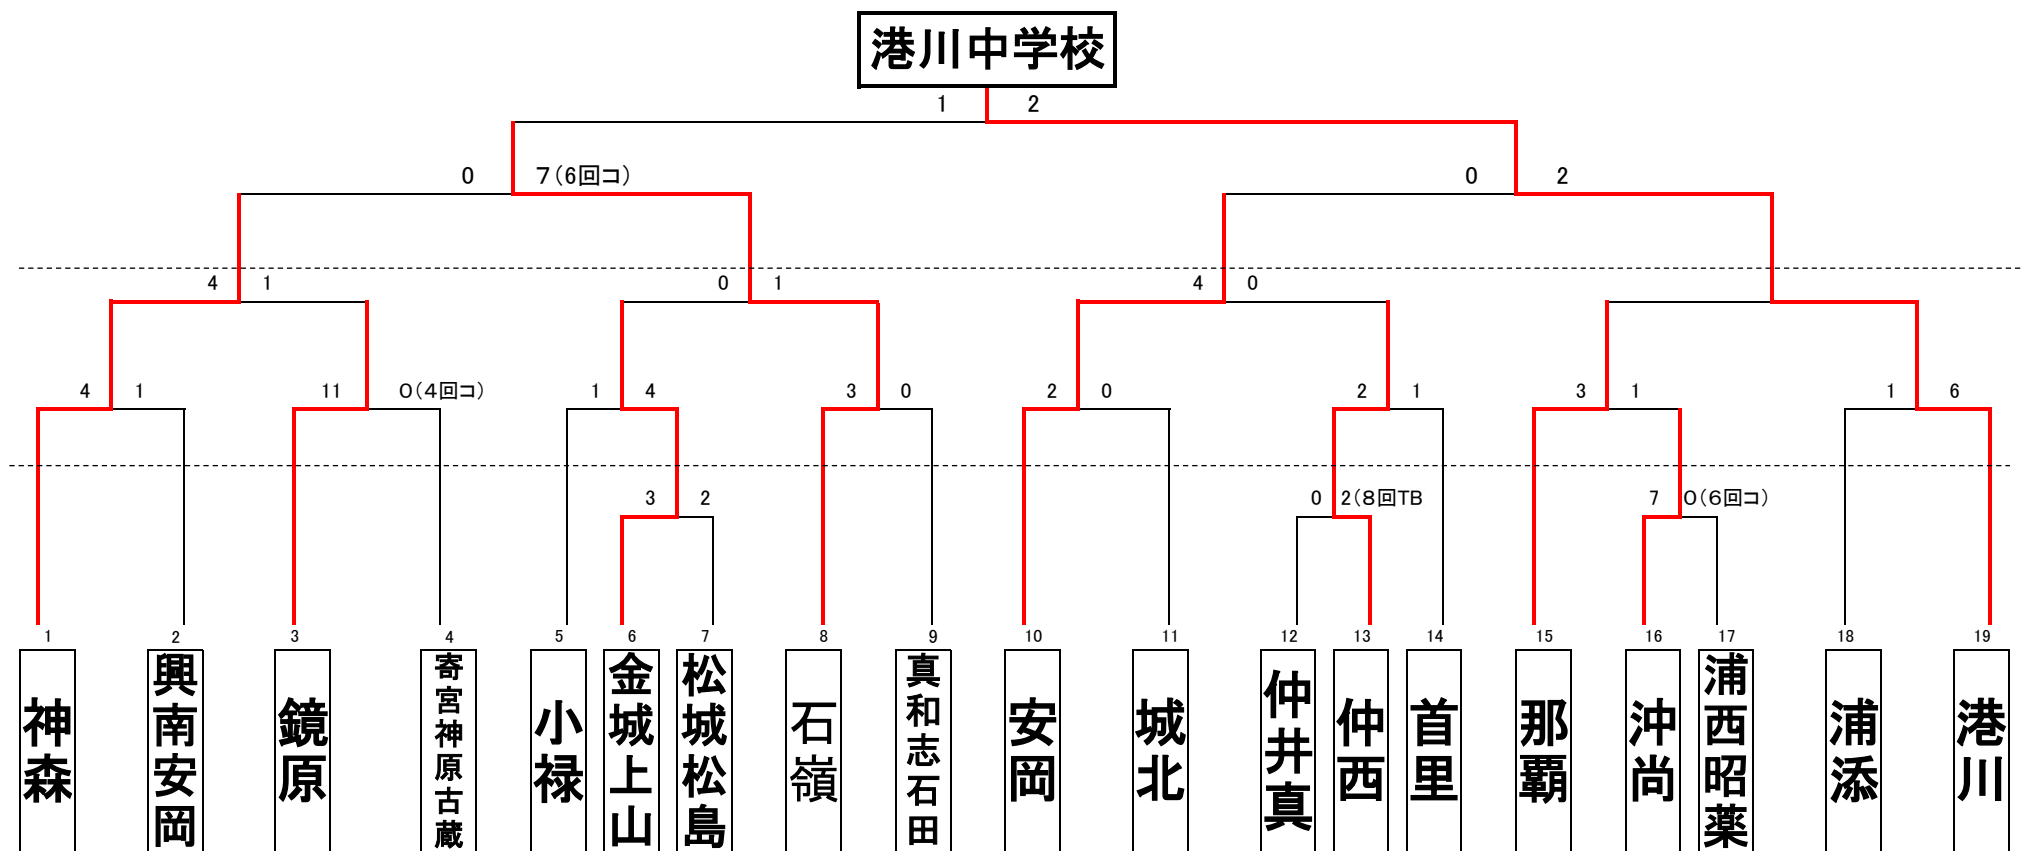 港川中学校
1 2
0 7(6回コ) 0 2
4 1 0 1 4 0
4 1 11 0(4回コ) 1 4 3 0 2 0 2 1 3 1 1 6
3 2 0 2(8回TB 7 0(6回コ)
1 2 3 4 5 6 7 8 9 10 11 12 13 14 15 16 17 18 19
神森
興南安岡
鏡原
寄宮神原古蔵
小禄
金城上山
松城松島
石嶺
真和志石田
安岡
城北
仲井真
仲西
首里
那覇
沖尚
浦西昭薬
浦添
港川